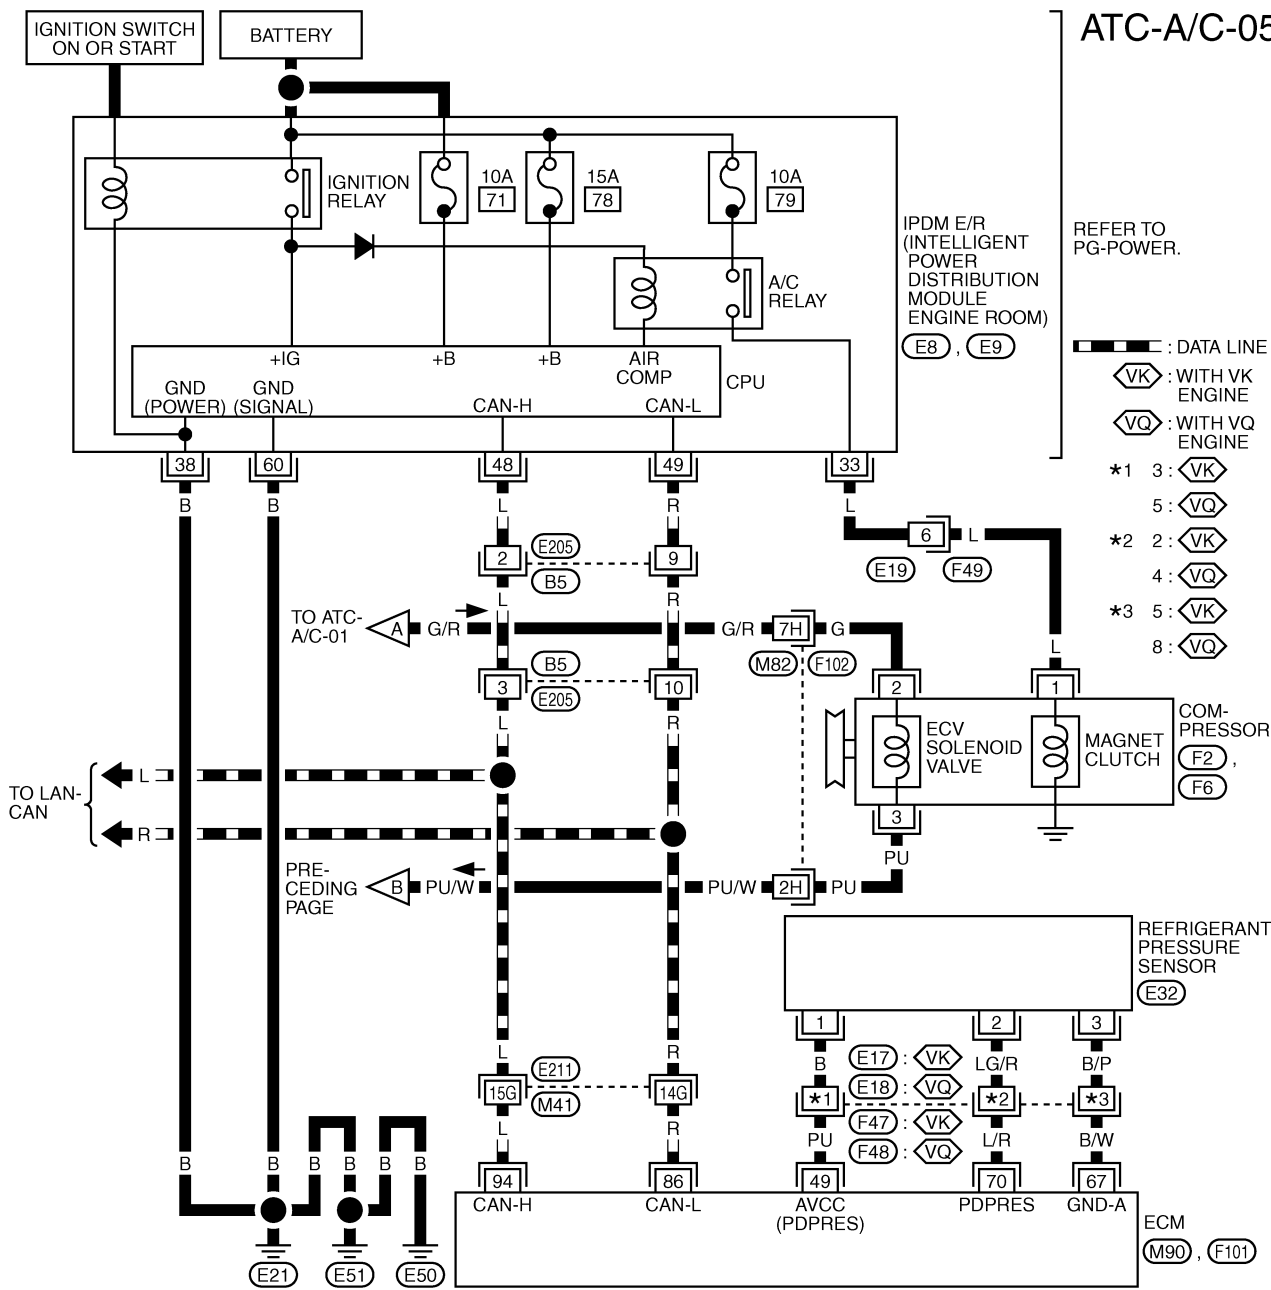 IGNITION SWITCH
ON OR START
BATTERY
ATC-A/C-05
IGNITION
RELAY
10A
71
15A
78
10A
79
A/C
RELAY
IPDM E/R
(INTELLIGENT
POWER
DISTRIBUTION
MODULE
ENGINE ROOM)
E8 , E9
REFER TO
PG-POWER.
+IG
+B
+B
AIR
COMP
CPU
GND
(POWER)
GND
(SIGNAL)
CAN-H
CAN-L
: DATA LINE
VK : WITH VK
ENGINE
VQ : WITH VQ
ENGINE
*1 3 : VK
5 : VQ
*2 2 : VK
4 : VQ
*3 5 : VK
8 : VQ
38
60
48
49
33
B
B
L
R
L
6
L
E19
F49
2
E205
B5
9
L
R
TO ATC-
A/C-01
A
G/R
G/R
7H
G
M82
F102
L
3
B5
E205
10
2
1
L
R
ECV
SOLENOID
VALVE
MAGNET
CLUTCH
COM-
PRESSOR
F2 ,
F6
TO LAN-
CAN
L
R
3
PU
PRE-
CEDING
PAGE
B
PU/W
PU/W
2H
PU
REFRIGERANT
PRESSURE
SENSOR
E32
1
2
3
L
R
B
LG/R
B/P
E17 : VK
E18 : VQ
F47 : VK
F48 : VQ
15G
E211
M41
14G
*1
*2
*3
L
R
PU
L/R
B/W
B
B
B
B
B
B
94
86
49
70
67
CAN-H
CAN-L
AVCC
(PDPRES)
PDPRES
GND-A
ECM
M90 , F101
E21
E51
E50